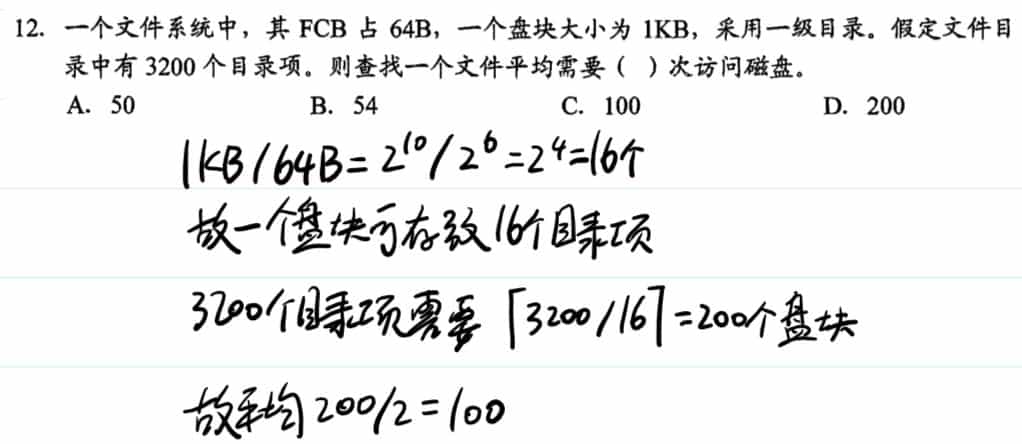 12. 一个文件系统中，其 FCB 占 64B，一个盘块大小为 1KB，采用一级目录。假定文件目
录中有 3200 个目录项。则查找一个文件平均需要（ ）次访问磁盘。
A. 50 B. 54 C. 100 D. 200
1KB/64B=2^10/2^6=2^4=16个
故一个盘块可存放16个目录项
3200个目录项需要 ⌈3200/16⌉=200个盘块
故平均 200/2=100